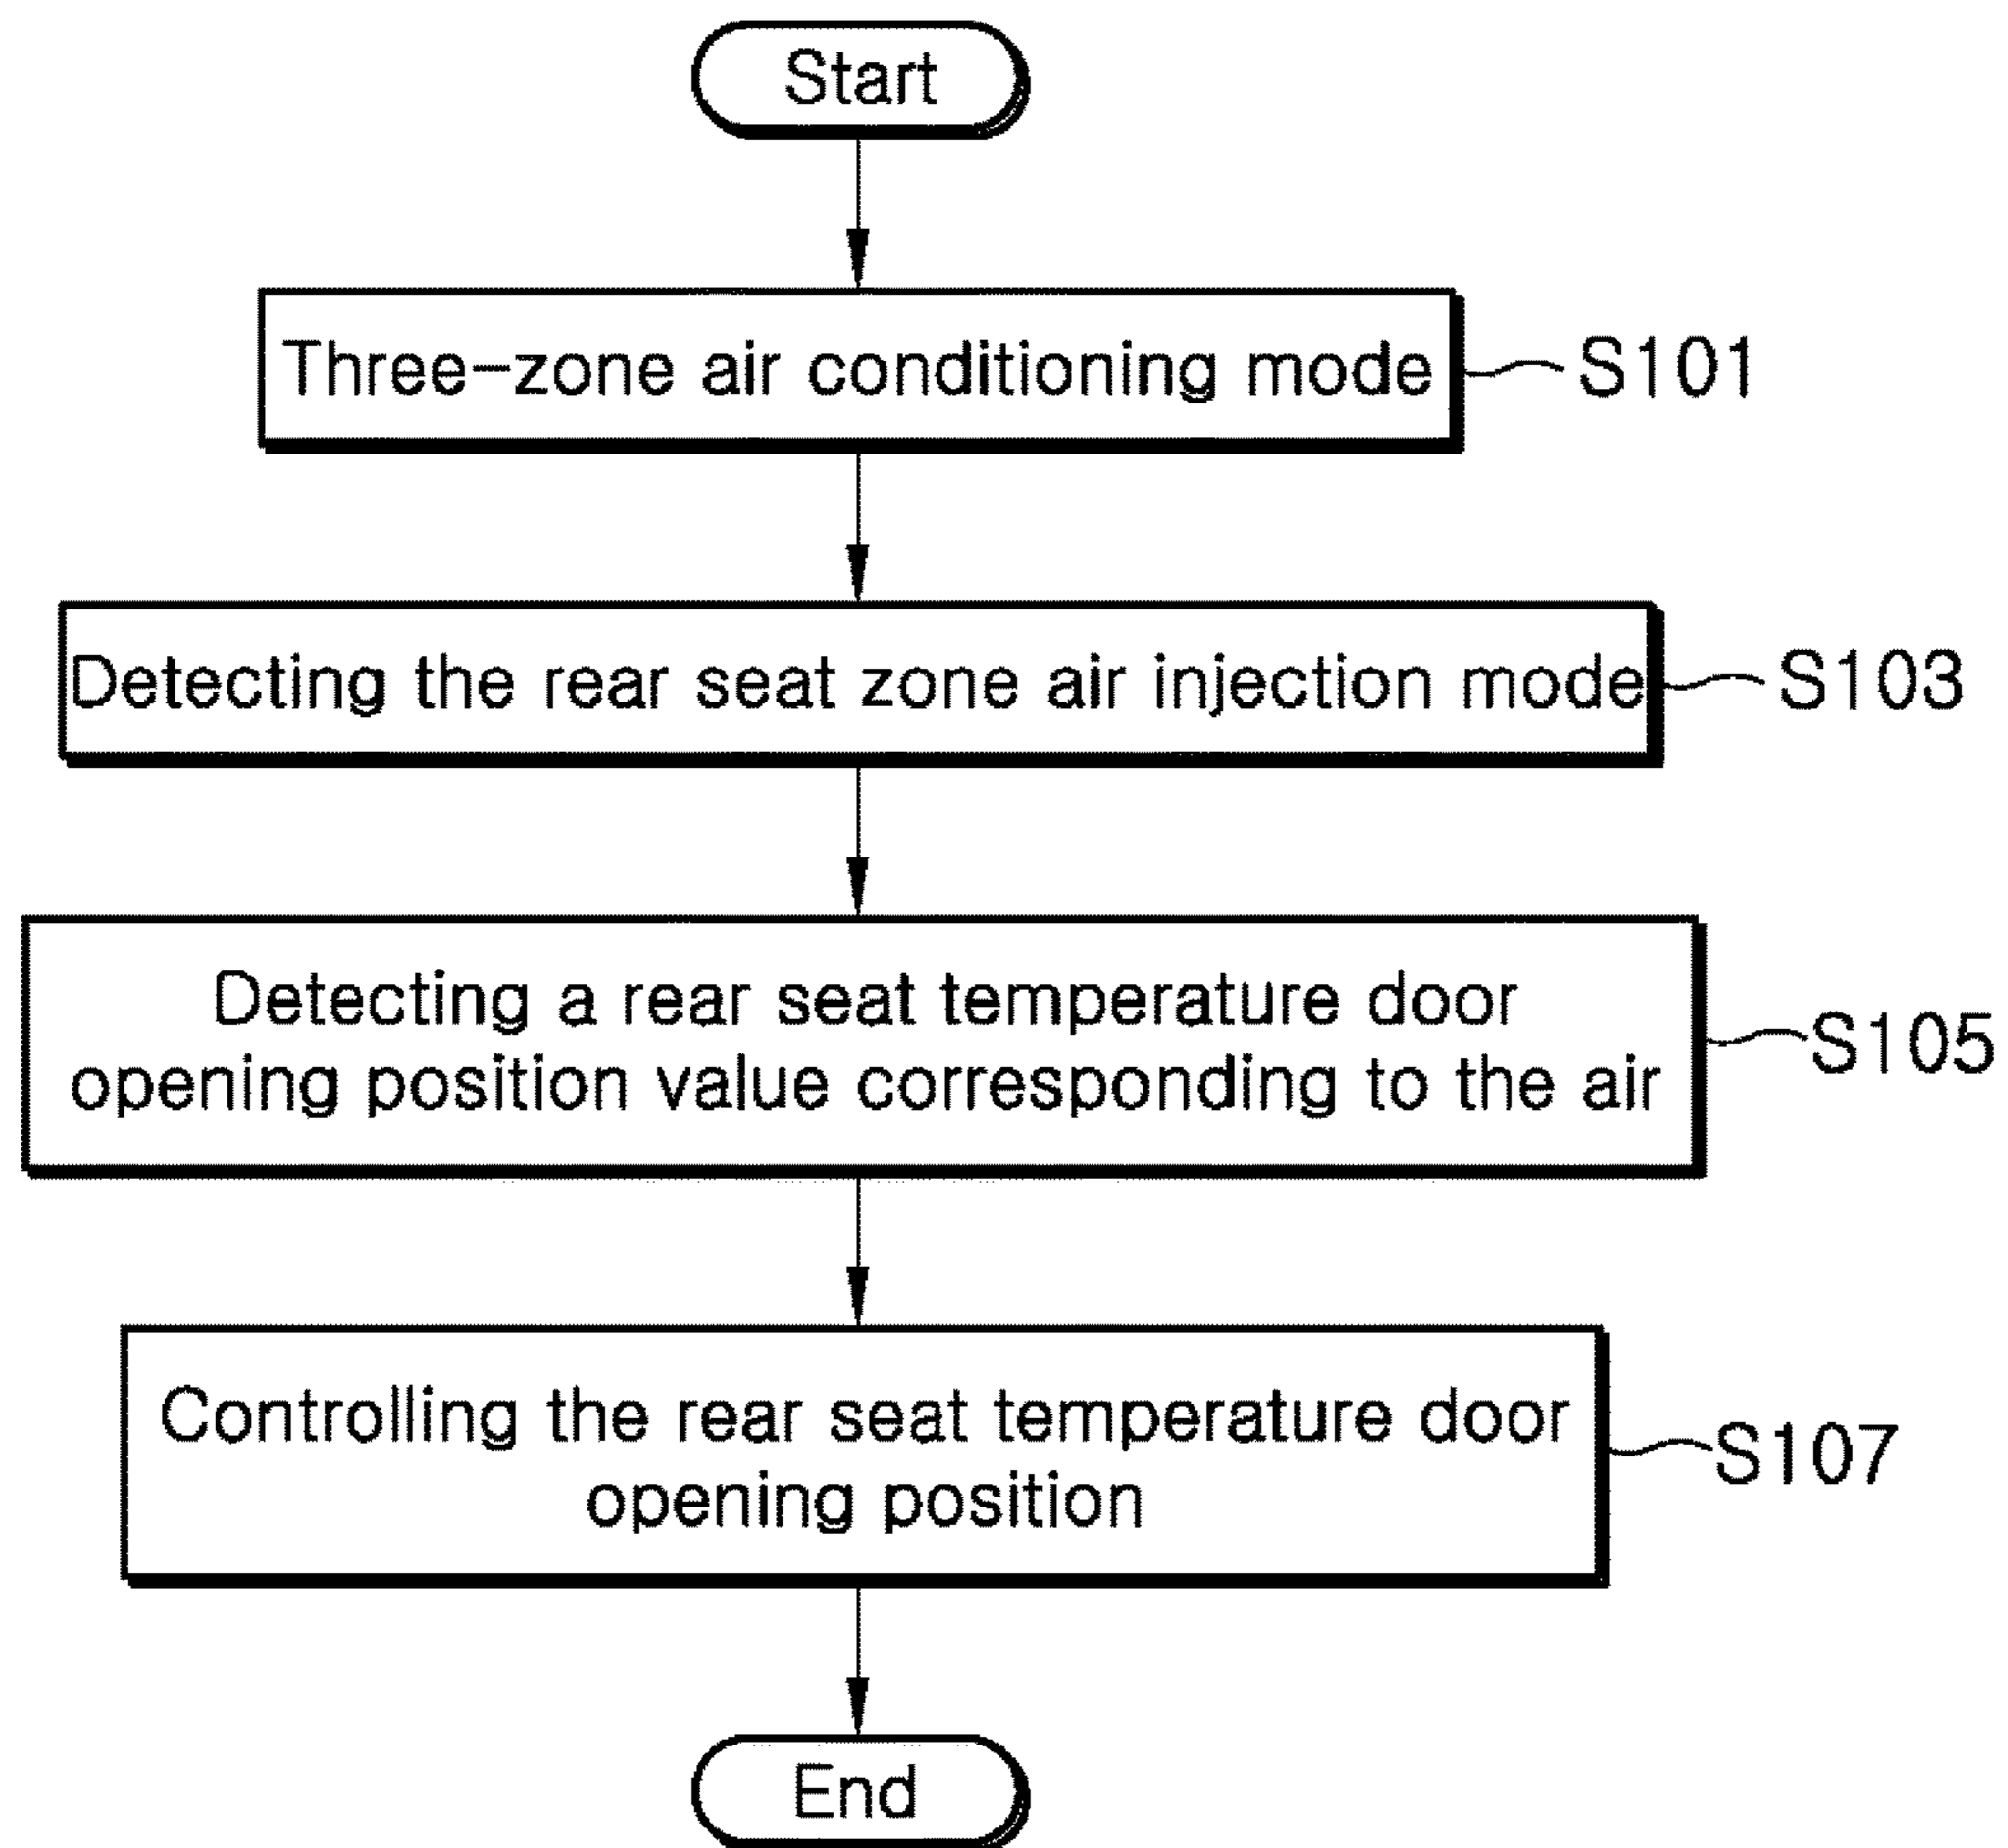 Start
Three-zone air conditioning mode
S101
Detecting the rear seat zone air injection mode
S103
Detecting a rear seat temperature door
opening position value corresponding to the air
S105
Controlling the rear seat temperature door
opening position
S107
End